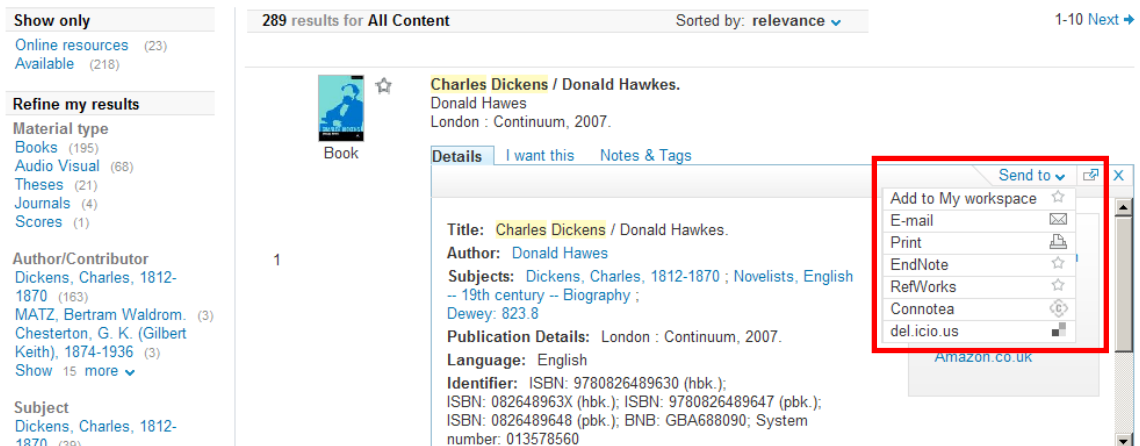 Show only
Online resources (23)
Available (218)
Refine my results
Material type
Books (195)
Audio Visual (68)
Theses (21)
Journals (4)
Scores (1)
Author/Contributor
Dickens, Charles, 1812-
1870 (163)
MATZ, Bertram Waldrom. (3)
Chesterton, G. K. (Gilbert
Keith), 1874-1936 (3)
Show 15 more
Subject
Dickens, Charles, 1812-
1870 (39)
289 results for All Content
Sorted by: relevance
1-10 Next
1
Book
Charles Dickens / Donald Hawkes.
Donald Hawes
London : Continuum, 2007.
Details
I want this
Notes & Tags
Send to
X
Add to My workspace
E-mail
Print
EndNote
RefWorks
Connotea
del.icio.us
Amazon.co.uk
Title: Charles Dickens / Donald Hawkes.
Author: Donald Hawes
Subjects: Dickens, Charles, 1812-1870 ; Novelists, English
-- 19th century -- Biography ;
Dewey: 823.8
Publication Details: London : Continuum, 2007.
Language: English
Identifier: ISBN: 9780826489630 (hbk.);
ISBN: 082648963X (hbk.); ISBN: 9780826489647 (pbk.);
ISBN: 0826489648 (pbk.); BNB: GBA688090; System
number: 013578560